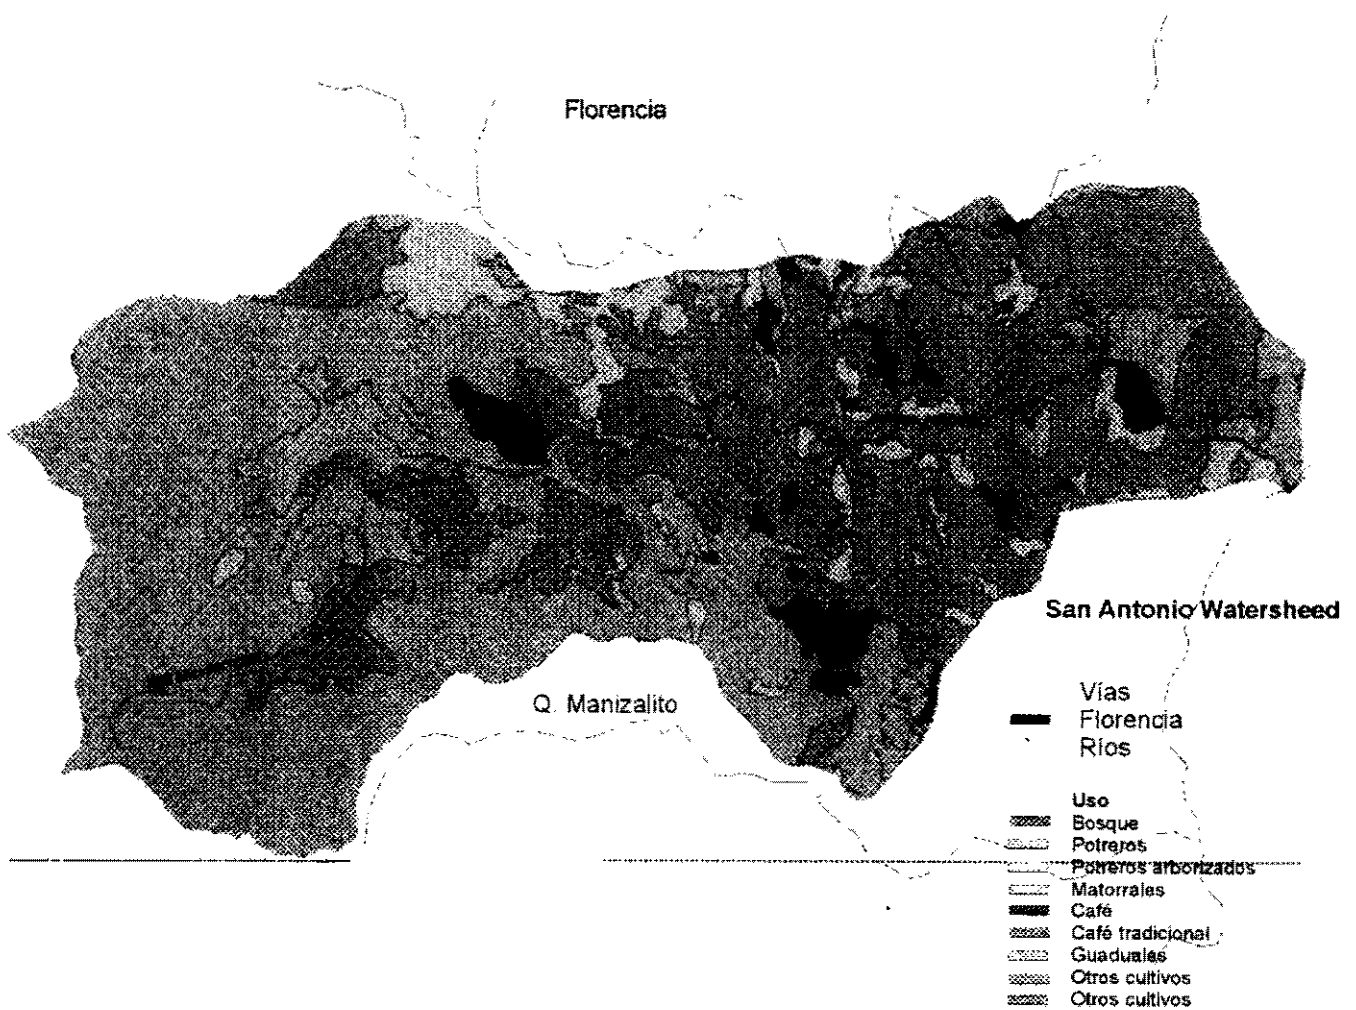 Florencia
San Antonio Watersheed
Q. Manizalito
Vías
Florencia
Ríos
Uso
Bosque
Potreros
Potreros arborizados
Matorrales
Café
Café tradicional
Guaduales
Otros cultivos
Otros cultivos